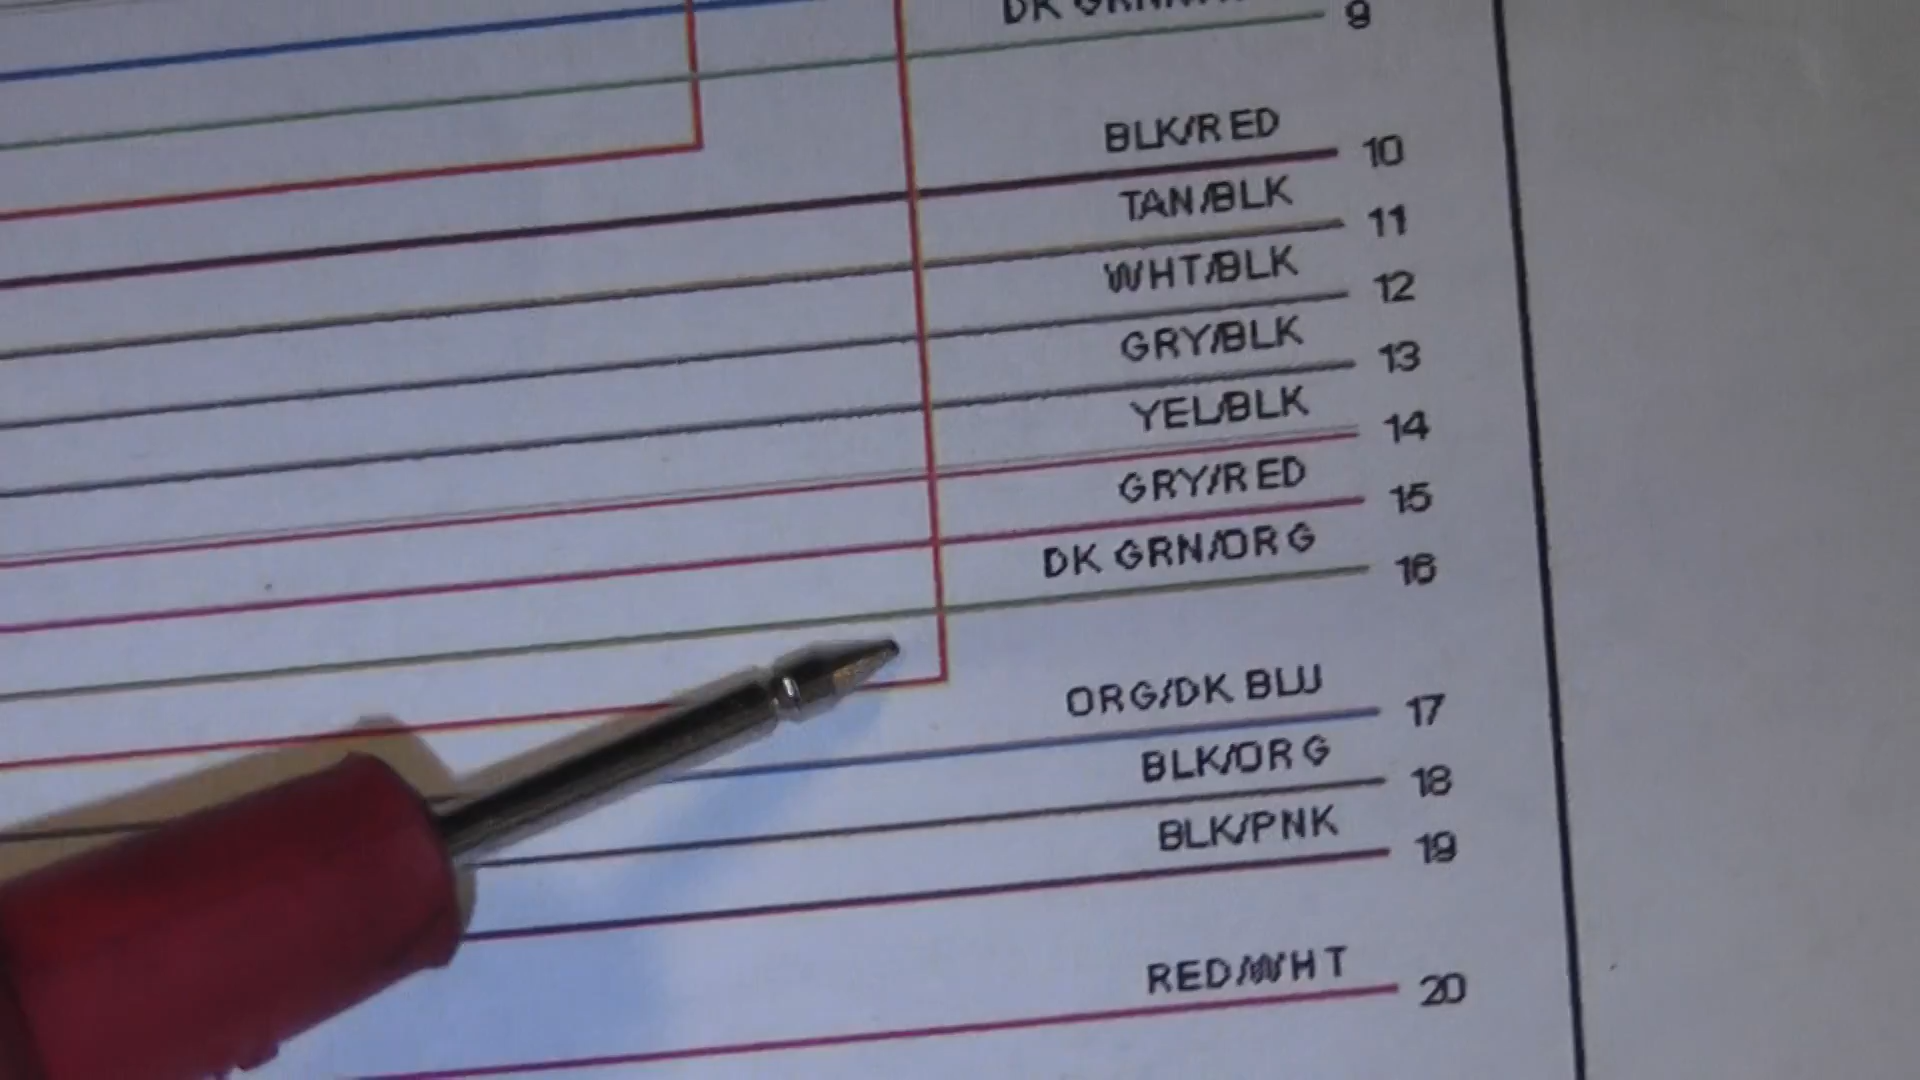 9
BLK/RED 10
TAN/BLK 11
WHT/BLK 12
GRY/BLK 13
YEL/BLK 14
GRY/RED 15
DK GRN/ORG 16
ORG/DK BLU 17
BLK/ORG 18
BLK/PNK 19
RED/WHT 20